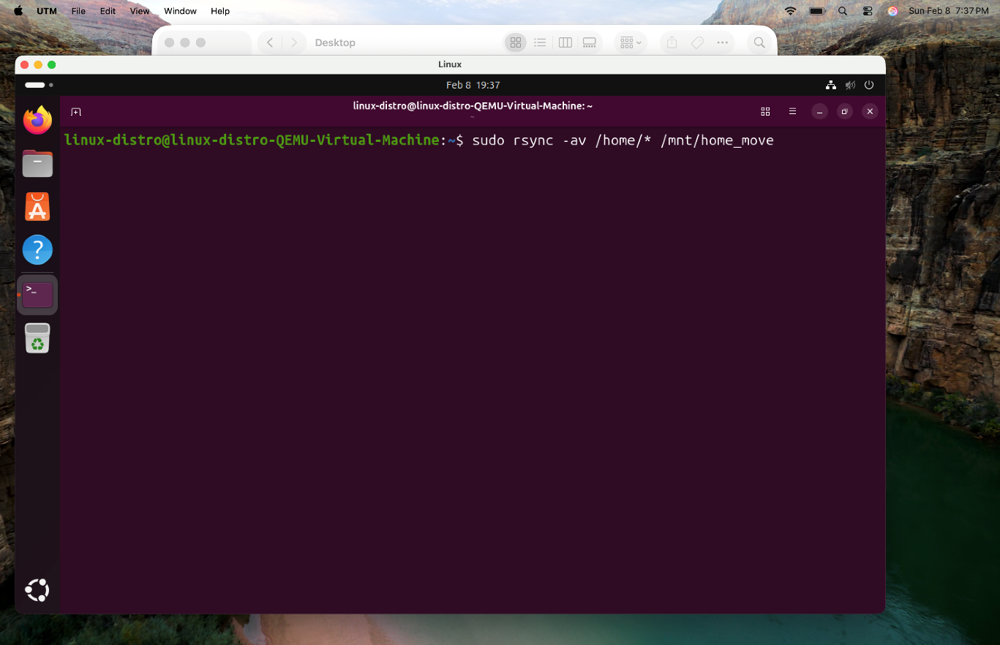 UTM File Edit View Window Help Sun Feb 8 7:37 PM
Desktop
Linux
Feb 8 19:37
linux-distro@linux-distro-QEMU-Virtual-Machine: ~
~
linux-distro@linux-distro-QEMU-Virtual-Machine:~$ sudo rsync -av /home/* /mnt/home_move